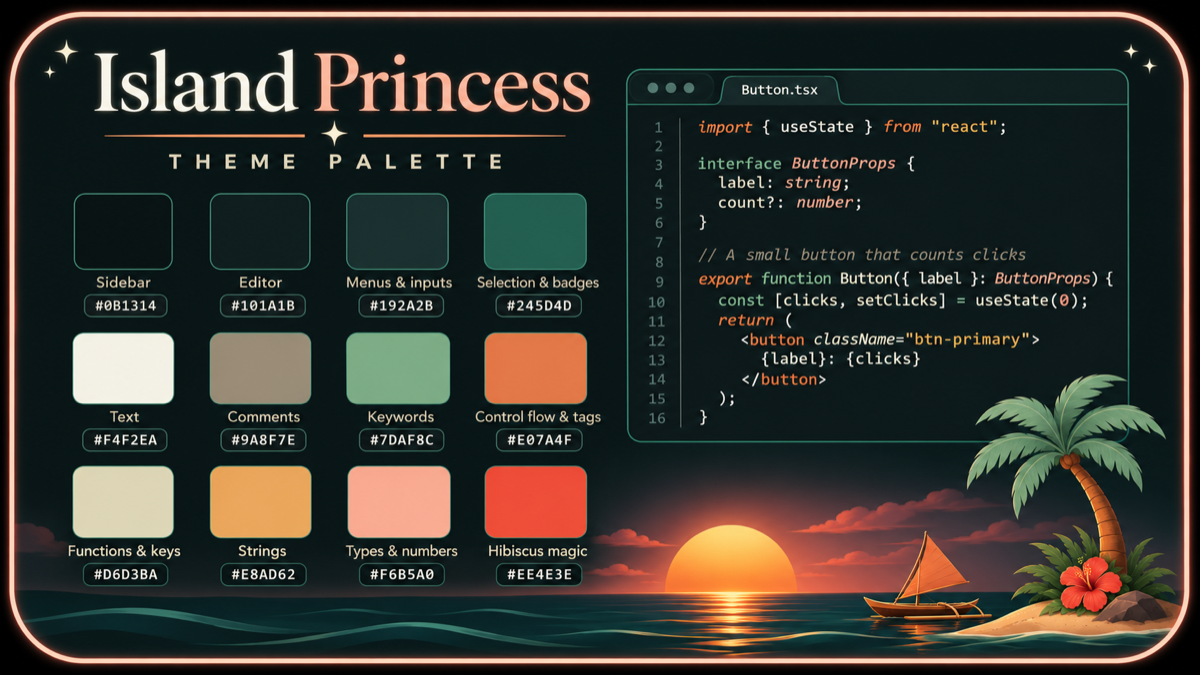 Island Princess
THEME PALETTE
Sidebar
#0B1314
Editor
#101A1B
Menus & inputs
#192A2B
Selection & badges
#245D4D
Text
#F4F2EA
Comments
#9A8F7E
Keywords
#7DAF8C
Control flow & tags
#E07A4F
Functions & keys
#D6D3BA
Strings
#E8AD62
Types & numbers
#F6B5A0
Hibiscus magic
#EE4E3E
Button.tsx
1 import { useState } from "react";
2
3 interface ButtonProps {
4 label: string;
5 count?: number;
6 }
7
8 // A small button that counts clicks
9 export function Button({ label }: ButtonProps) {
10 const [clicks, setClicks] = useState(0);
11 return (
12 <button className="btn-primary">
13 {label}: {clicks}
14 </button>
15 );
16 }